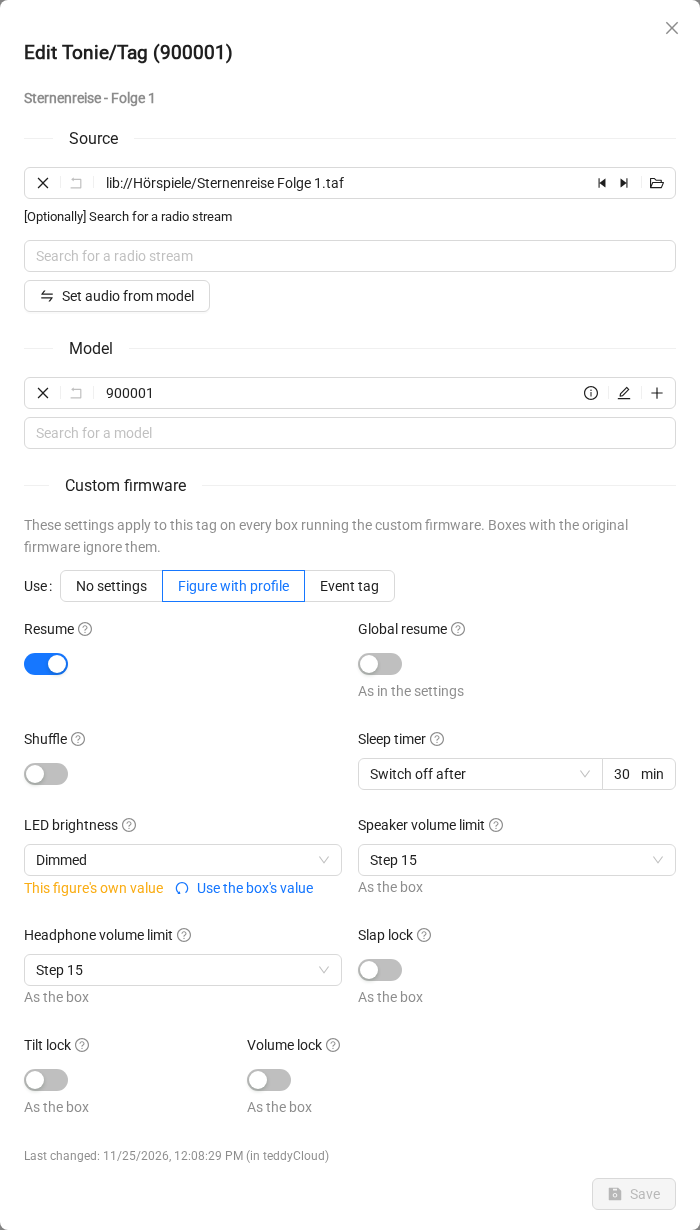 Edit Tonie/Tag (900001)
Sternenreise - Folge 1
Source
lib://Hörspiele/Sternenreise Folge 1.taf
[Optionally] Search for a radio stream
Search for a radio stream
Set audio from model
Model
900001
Search for a model
Custom firmware
These settings apply to this tag on every box running the custom firmware. Boxes with the original
firmware ignore them.
Use: No settings Figure with profile Event tag
Resume Global resume
As in the settings
Shuffle Sleep timer
Switch off after 30 min
LED brightness Speaker volume limit
Dimmed Step 15
This figure's own value Use the box's value As the box
Headphone volume limit Slap lock
Step 15
As the box As the box
Tilt lock Volume lock
As the box As the box
Last changed: 11/25/2026, 12:08:29 PM (in teddyCloud)
Save